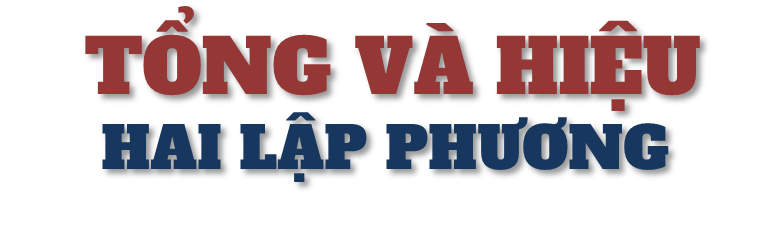 TỔNG VÀ HIỆU
HAI LẬP PHƯƠNG